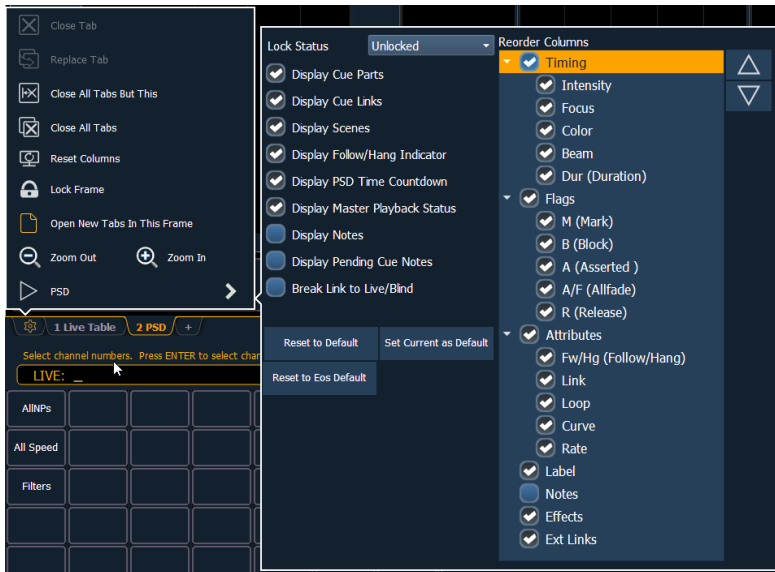 Close Tab
Replace Tab
Close All Tabs But This
Close All Tabs
Reset Columns
Lock Frame
Open New Tabs In This Frame
Zoom Out
Zoom In
PSD
Lock Status
Unlocked
Display Cue Parts
Display Cue Links
Display Scenes
Display Follow/Hang Indicator
Display PSD Time Countdown
Display Master Playback Status
Display Notes
Display Pending Cue Notes
Break Link to Live/Blind
Reset to Default
Set Current as Default
Reset to Eos Default
Reorder Columns
Timing
Intensity
Focus
Color
Beam
Dur (Duration)
Flags
M (Mark)
B (Block)
A (Asserted )
A/F (Allfade)
R (Release)
Attributes
Fw/Hg (Follow/Hang)
Link
Loop
Curve
Rate
Label
Notes
Effects
Ext Links
1 Live Table
2 PSD
+
Select channel numbers. Press ENTER to select chan
LIVE: _
AllNPs
All Speed
Filters